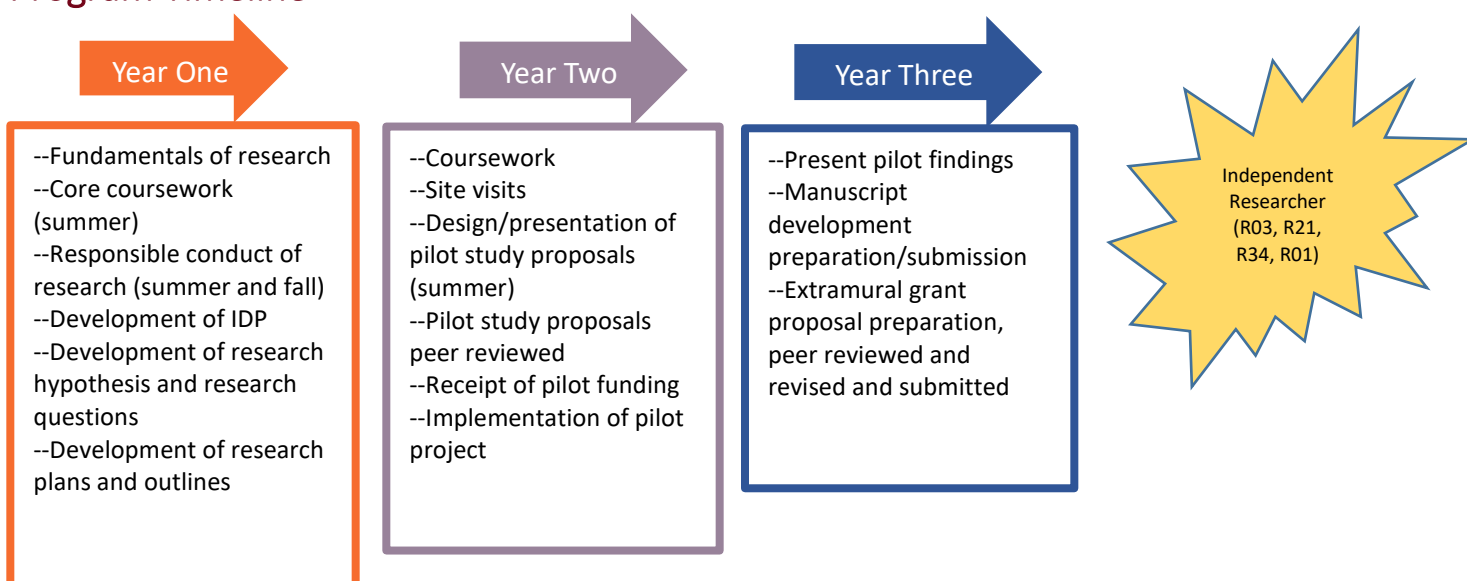 Program Timeline
Year One
--Fundamentals of research
--Core coursework
(summer)
--Responsible conduct of
research (summer and fall)
--Development of IDP
--Development of research
hypothesis and research
questions
--Development of research
plans and outlines
Year Two
--Coursework
--Site visits
--Design/presentation of
pilot study proposals
(summer)
--Pilot study proposals
peer reviewed
--Receipt of pilot funding
--Implementation of pilot
project
Year Three
--Present pilot findings
--Manuscript
development
preparation/submission
--Extramural grant
proposal preparation,
peer reviewed and
revised and submitted
Independent
Researcher
(R03, R21,
R34, R01)